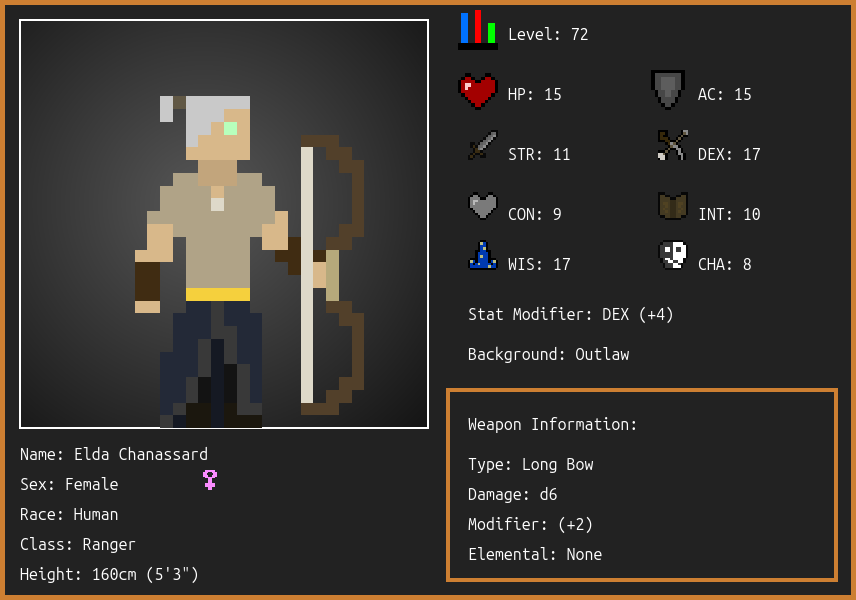 Level: 72
HP: 15
AC: 15
STR: 11
DEX: 17
CON: 9
INT: 10
WIS: 17
CHA: 8
Stat Modifier: DEX (+4)
Background: Outlaw
Weapon Information:
Type: Long Bow
Damage: d6
Modifier: (+2)
Elemental: None
Name: Elda Chanassard
Sex: Female
Race: Human
Class: Ranger
Height: 160cm (5'3")